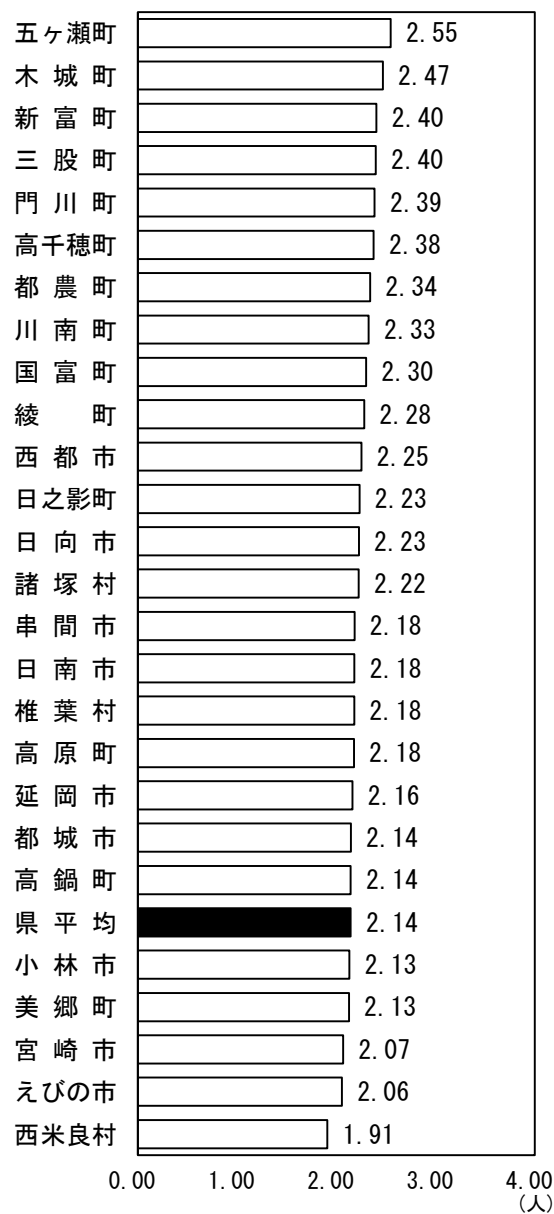 五ヶ瀬町 2.55
木城町 2.47
新富町 2.40
三股町 2.40
門川町 2.39
高千穂町 2.38
都農町 2.34
川南町 2.33
国富町 2.30
綾町 2.28
西都市 2.25
日之影町 2.23
日向市 2.23
諸塚村 2.22
串間市 2.18
日南市 2.18
椎葉村 2.18
高原町 2.18
延岡市 2.16
都城市 2.14
高鍋町 2.14
県平均 2.14
小林市 2.13
美郷町 2.13
宮崎市 2.07
えびの市 2.06
西米良村 1.91
0.00 1.00 2.00 3.00 4.00
(人)